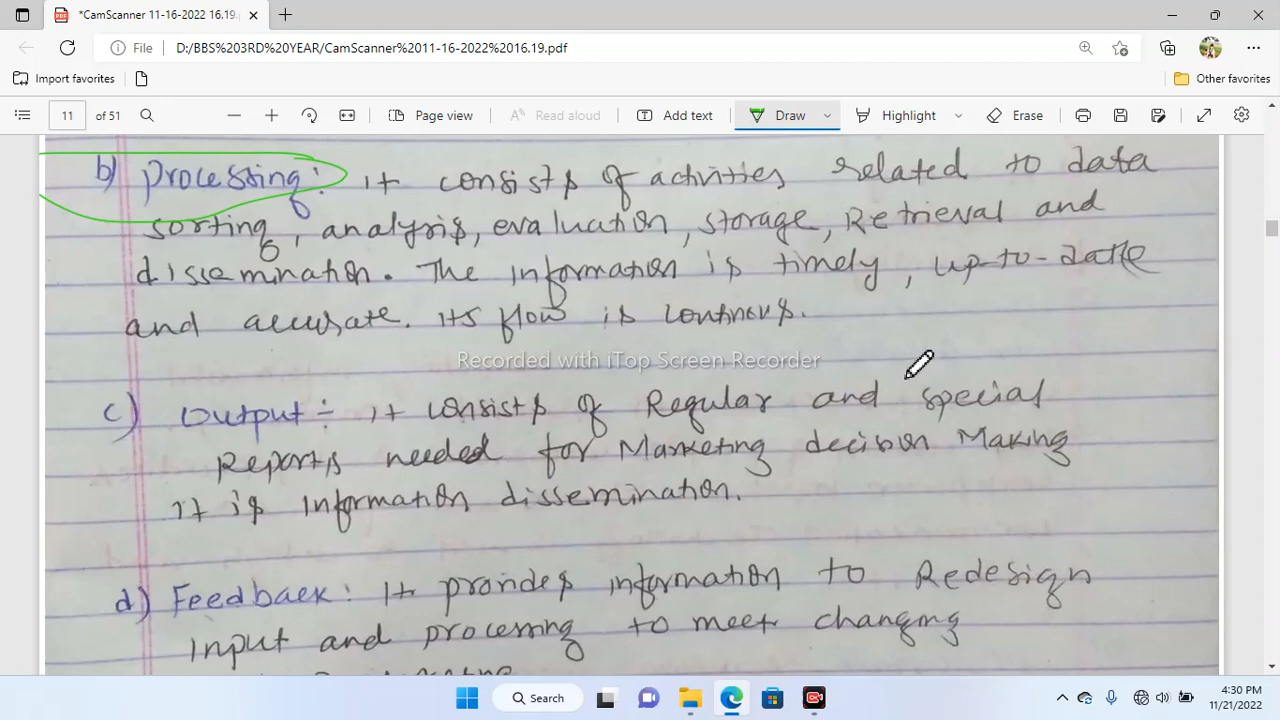 *CamScanner 11-16-2022 16.19.
File D:/BBS%203RD%20YEAR/CamScanner%2011-16-2022%2016.19.pdf
Import favorites
Other favorites
11 of 51
Page view
Read aloud
Add text
Draw
Highlight
Erase
b) Processing: it consists of activities related to data
sorting, analysis, evaluation, storage, Retrieval and
dissemination. The information is timely, up-to-date
and accurate. its flow is continous.
Recorded with iTop Screen Recorder
c) Output :- it consists of Regular and special
Reports needed for Marketing decision Making
it is information dissemination.
d) Feedback: It provides information to Redesign
input and processing to meet changing
Search
4:30 PM
11/21/2022